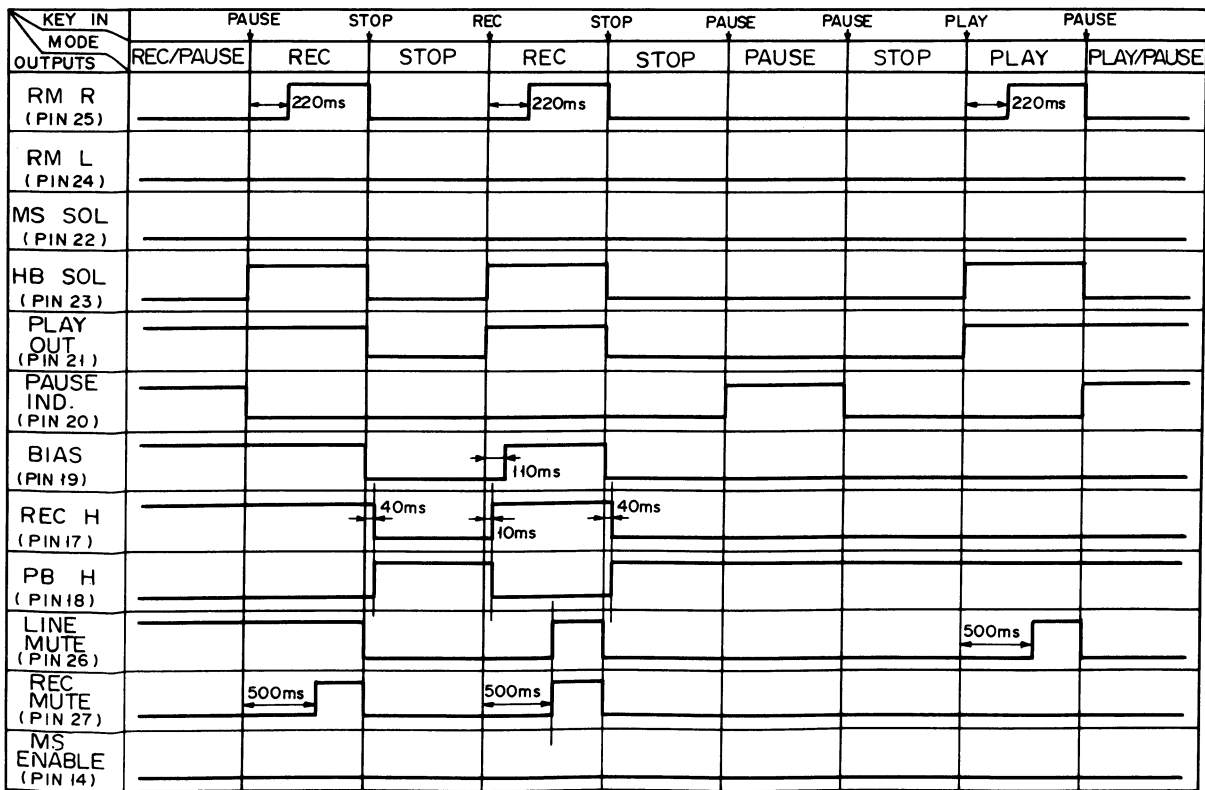 KEY IN PAUSE STOP REC STOP PAUSE PAUSE PLAY PAUSE
MODE
OUTPUTS REC/PAUSE REC STOP REC STOP PAUSE STOP PLAY PLAY/PAUSE
RM R
(PIN 25)
220ms 220ms 220ms
RM L
(PIN 24)
MS SOL
(PIN 22)
HB SOL
(PIN 23)
PLAY
OUT
(PIN 21)
PAUSE
IND.
(PIN 20)
BIAS
(PIN 19)
110ms
REC H
(PIN 17)
40ms 10ms 40ms
PB H
(PIN 18)
LINE
MUTE
(PIN 26)
500ms
REC
MUTE
(PIN 27)
500ms 500ms
MS
ENABLE
(PIN 14)